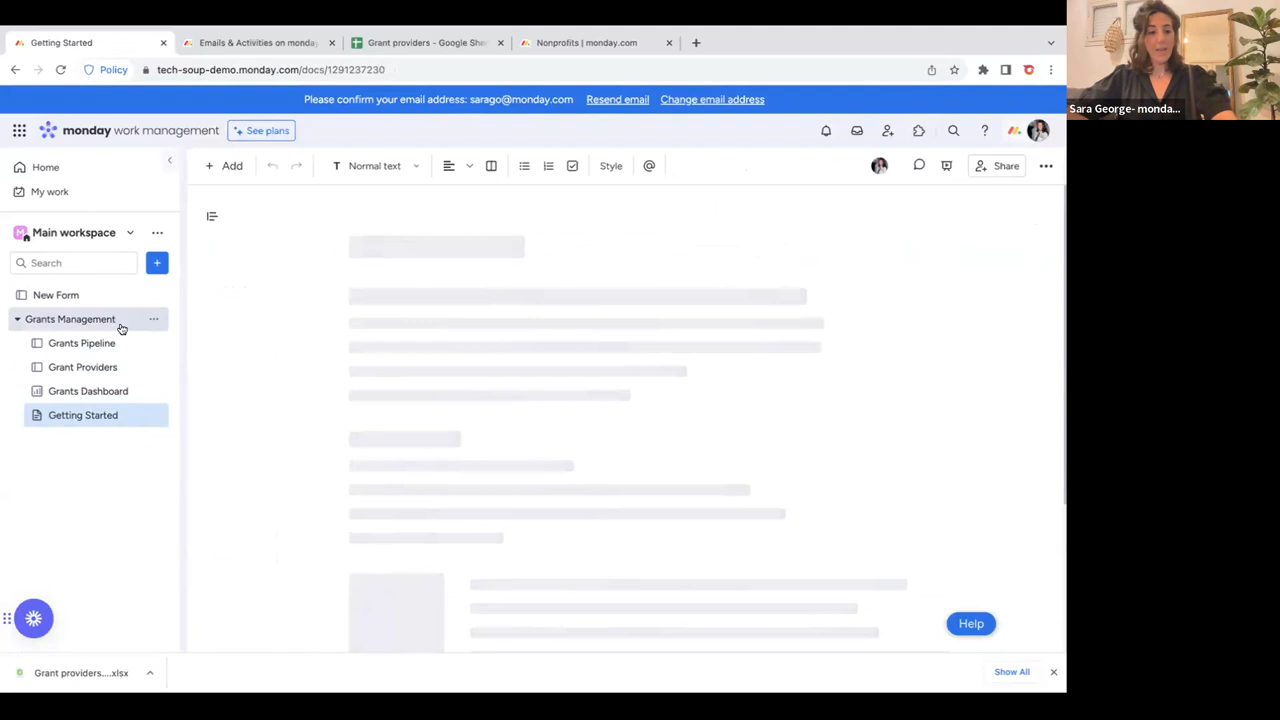 Getting Started
Emails & Activities on monda
Grant providers - Google She
Nonprofits | monday.com
Policy
tech-soup-demo.monday.com/docs/1291237230
Sara George- monda...
Please confirm your email address: sarago@monday.com Resend email Change email address
monday work management
See plans
Home
My work
Add
Normal text
Style
Share
M
Main workspace
Search
New Form
Grants Management
Grants Pipeline
Grant Providers
Grants Dashboard
Getting Started
Help
Grant providers....xlsx
Show All